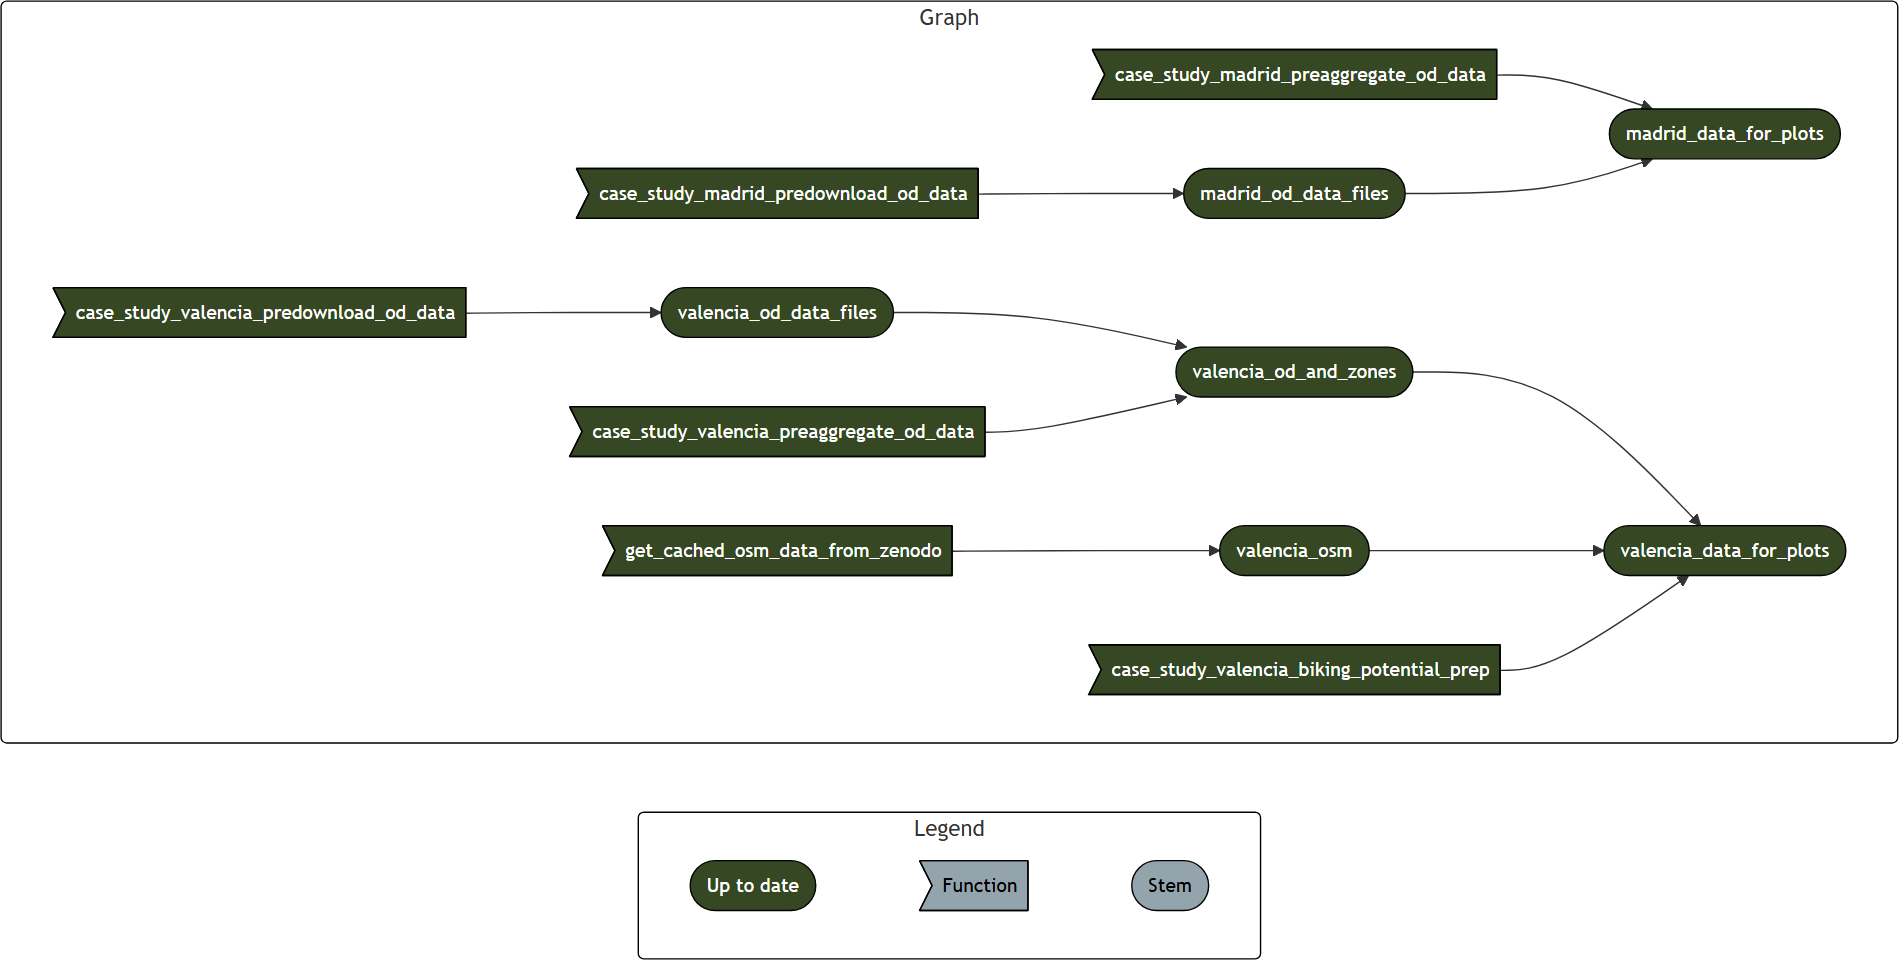 Graph
case_study_madrid_preaggregate_od_data
madrid_data_for_plots
case_study_madrid_predownload_od_data
madrid_od_data_files
case_study_valencia_predownload_od_data
valencia_od_data_files
valencia_od_and_zones
case_study_valencia_preaggregate_od_data
get_cached_osm_data_from_zenodo
valencia_osm
valencia_data_for_plots
case_study_valencia_biking_potential_prep
Legend
Up to date
Function
Stem